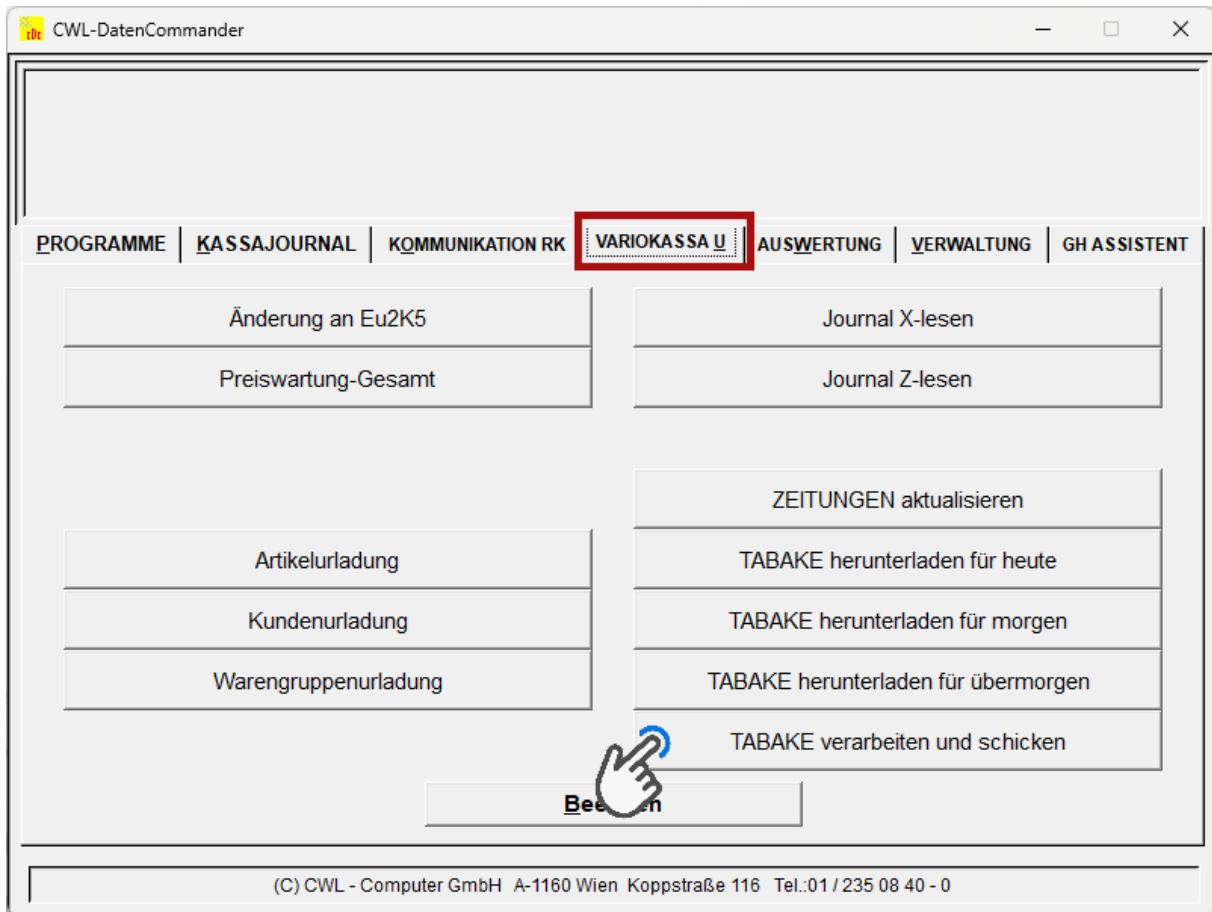 cDc CWL-DatenCommander
PROGRAMME KASSAJOURNAL KOMMUNIKATION RK VARIOKASSA U AUSWERTUNG VERWALTUNG GH ASSISTENT
Änderung an Eu2K5
Journal X-lesen
Preiswartung-Gesamt
Journal Z-lesen
ZEITUNGEN aktualisieren
Artikelurladung
TABAKE herunterladen für heute
Kundenurladung
TABAKE herunterladen für morgen
Warengruppenurladung
TABAKE herunterladen für übermorgen
TABAKE verarbeiten und schicken
(C) CWL - Computer GmbH A-1160 Wien Koppstraße 116 Tel.:01 / 235 08 40 - 0